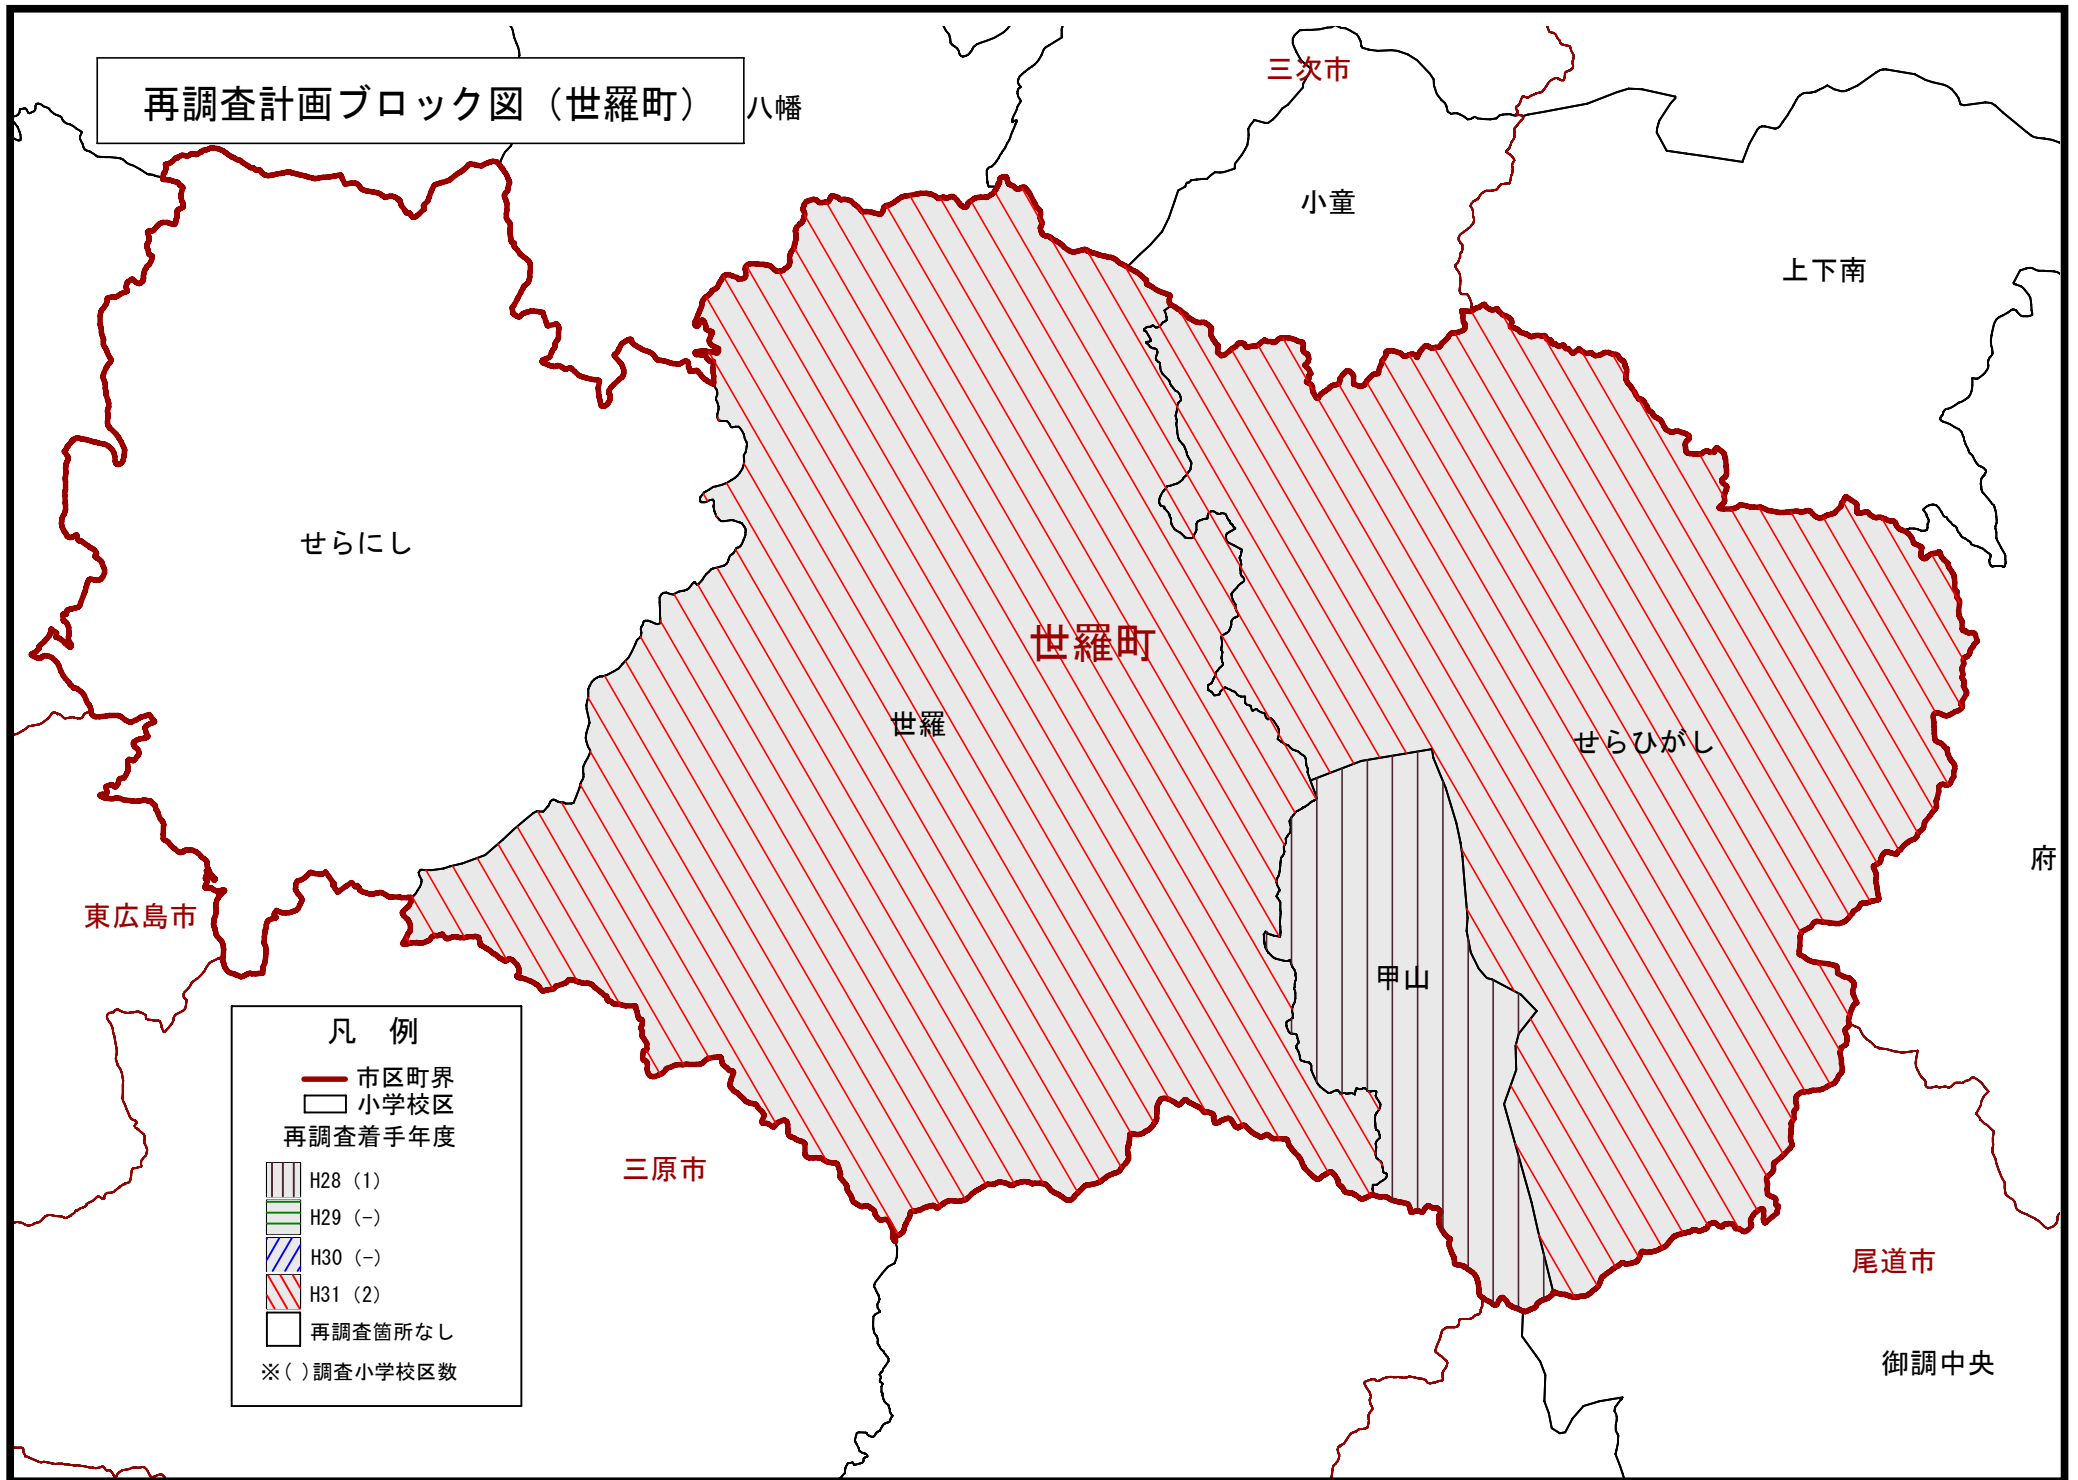 再調査計画ブロック図（世羅町）
八幡
三次市
小童
上下南
せらにし
世羅町
世羅
せらひがし
府
東広島市
甲山
三原市
尾道市
御調中央
凡　例
市区町界
小学校区
再調査着手年度
H28（1）
H29（-）
H30（-）
H31（2）
再調査箇所なし
※( )調査小学校区数